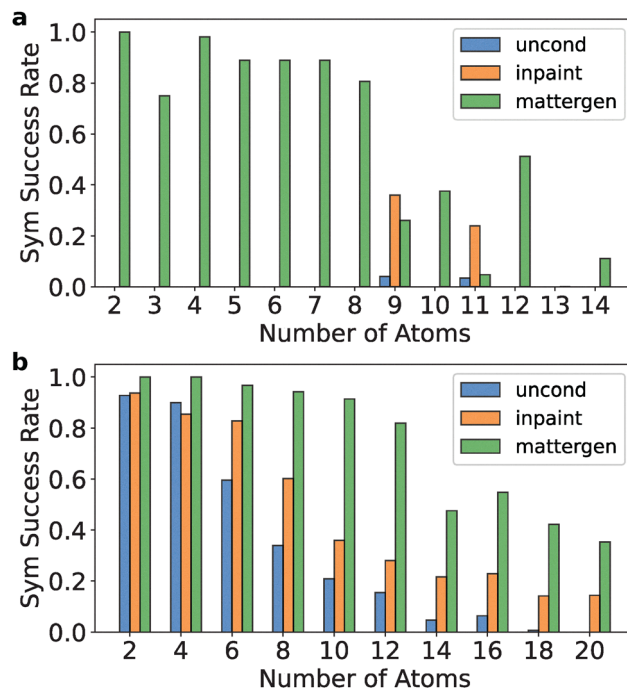 a
1.0
0.8
0.6
0.4
0.2
0.0
Sym Success Rate
uncond
inpaint
mattergen
2 3 4 5 6 7 8 9 10 11 12 13 14
Number of Atoms
b
1.0
0.8
0.6
0.4
0.2
0.0
Sym Success Rate
uncond
inpaint
mattergen
2 4 6 8 10 12 14 16 18 20
Number of Atoms